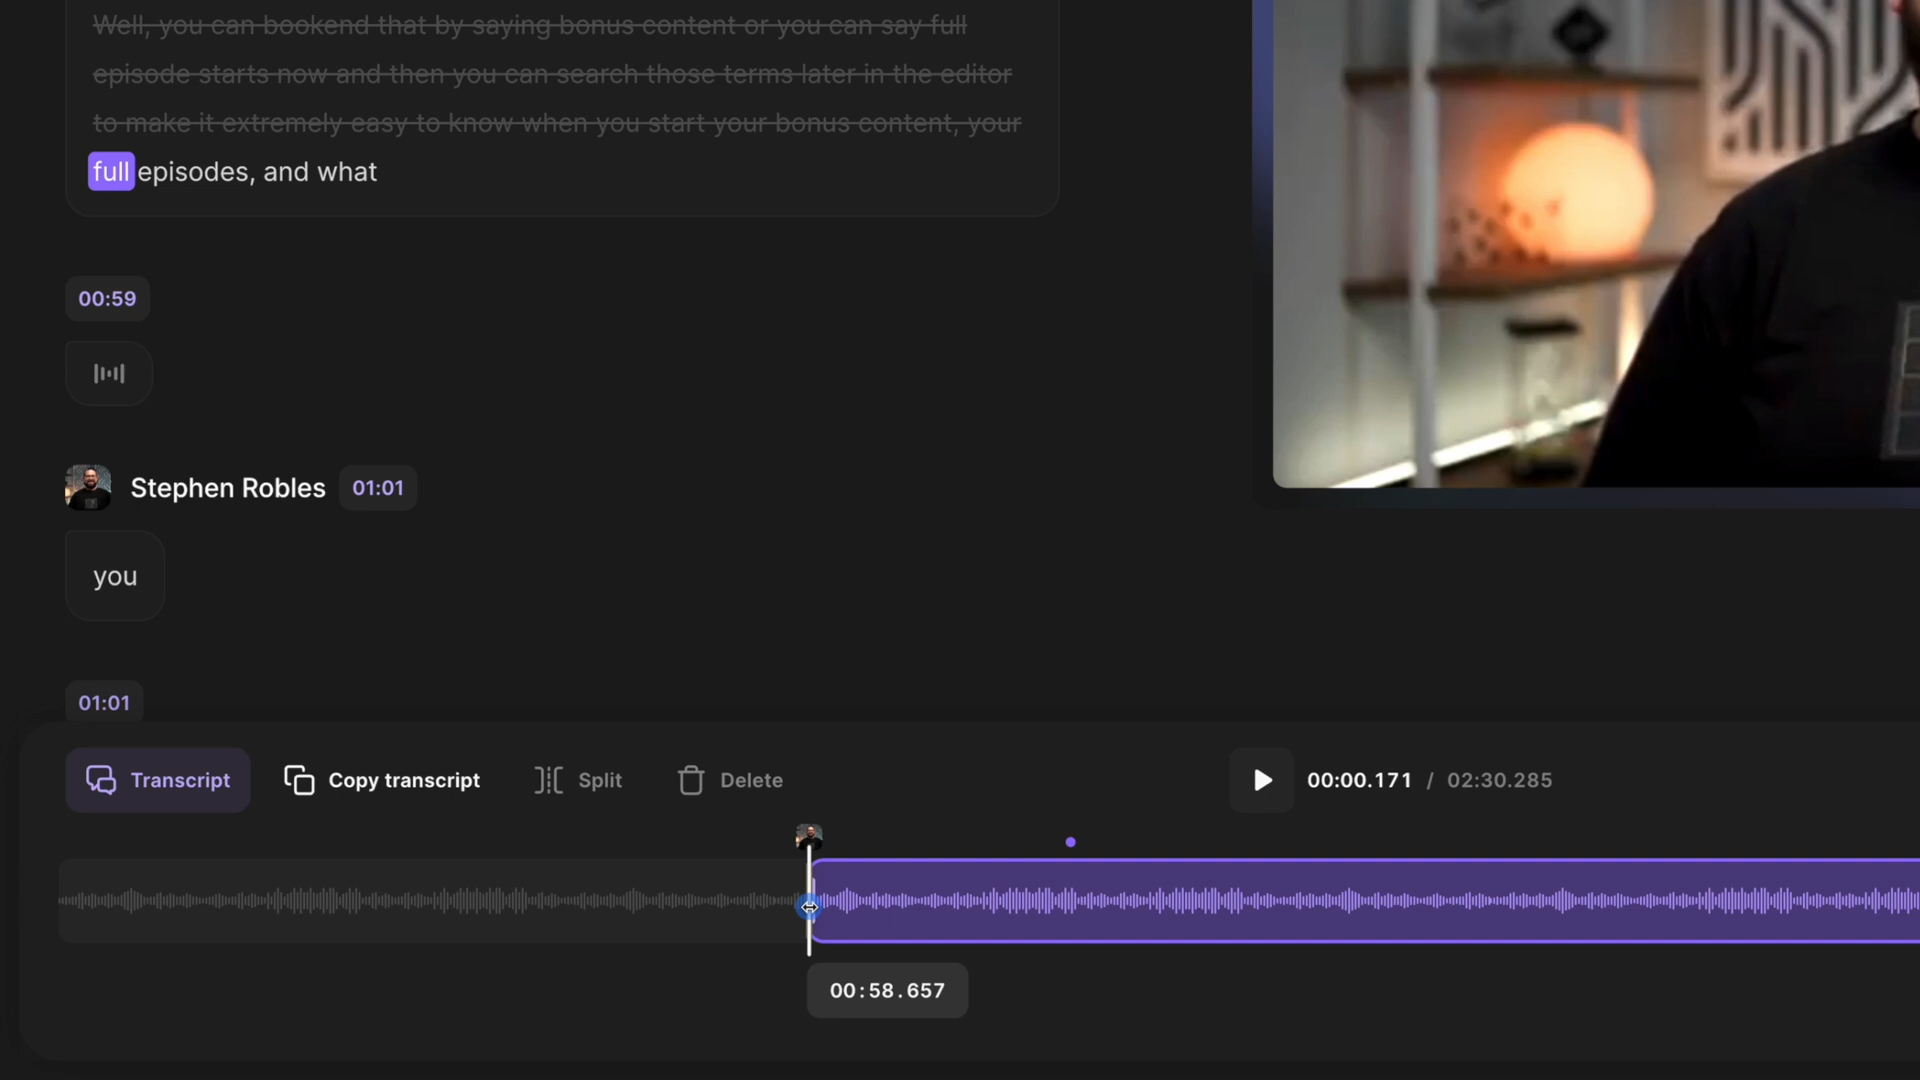 Well, you can bookend that by saying bonus content or you can say full
episode starts now and then you can search those terms later in the editor
to make it extremely easy to know when you start your bonus content, your
full episodes, and what
00:59
Stephen Robles 01:01
you
01:01
Transcript Copy transcript Split Delete 00:00.171 / 02:30.285
00:58.657